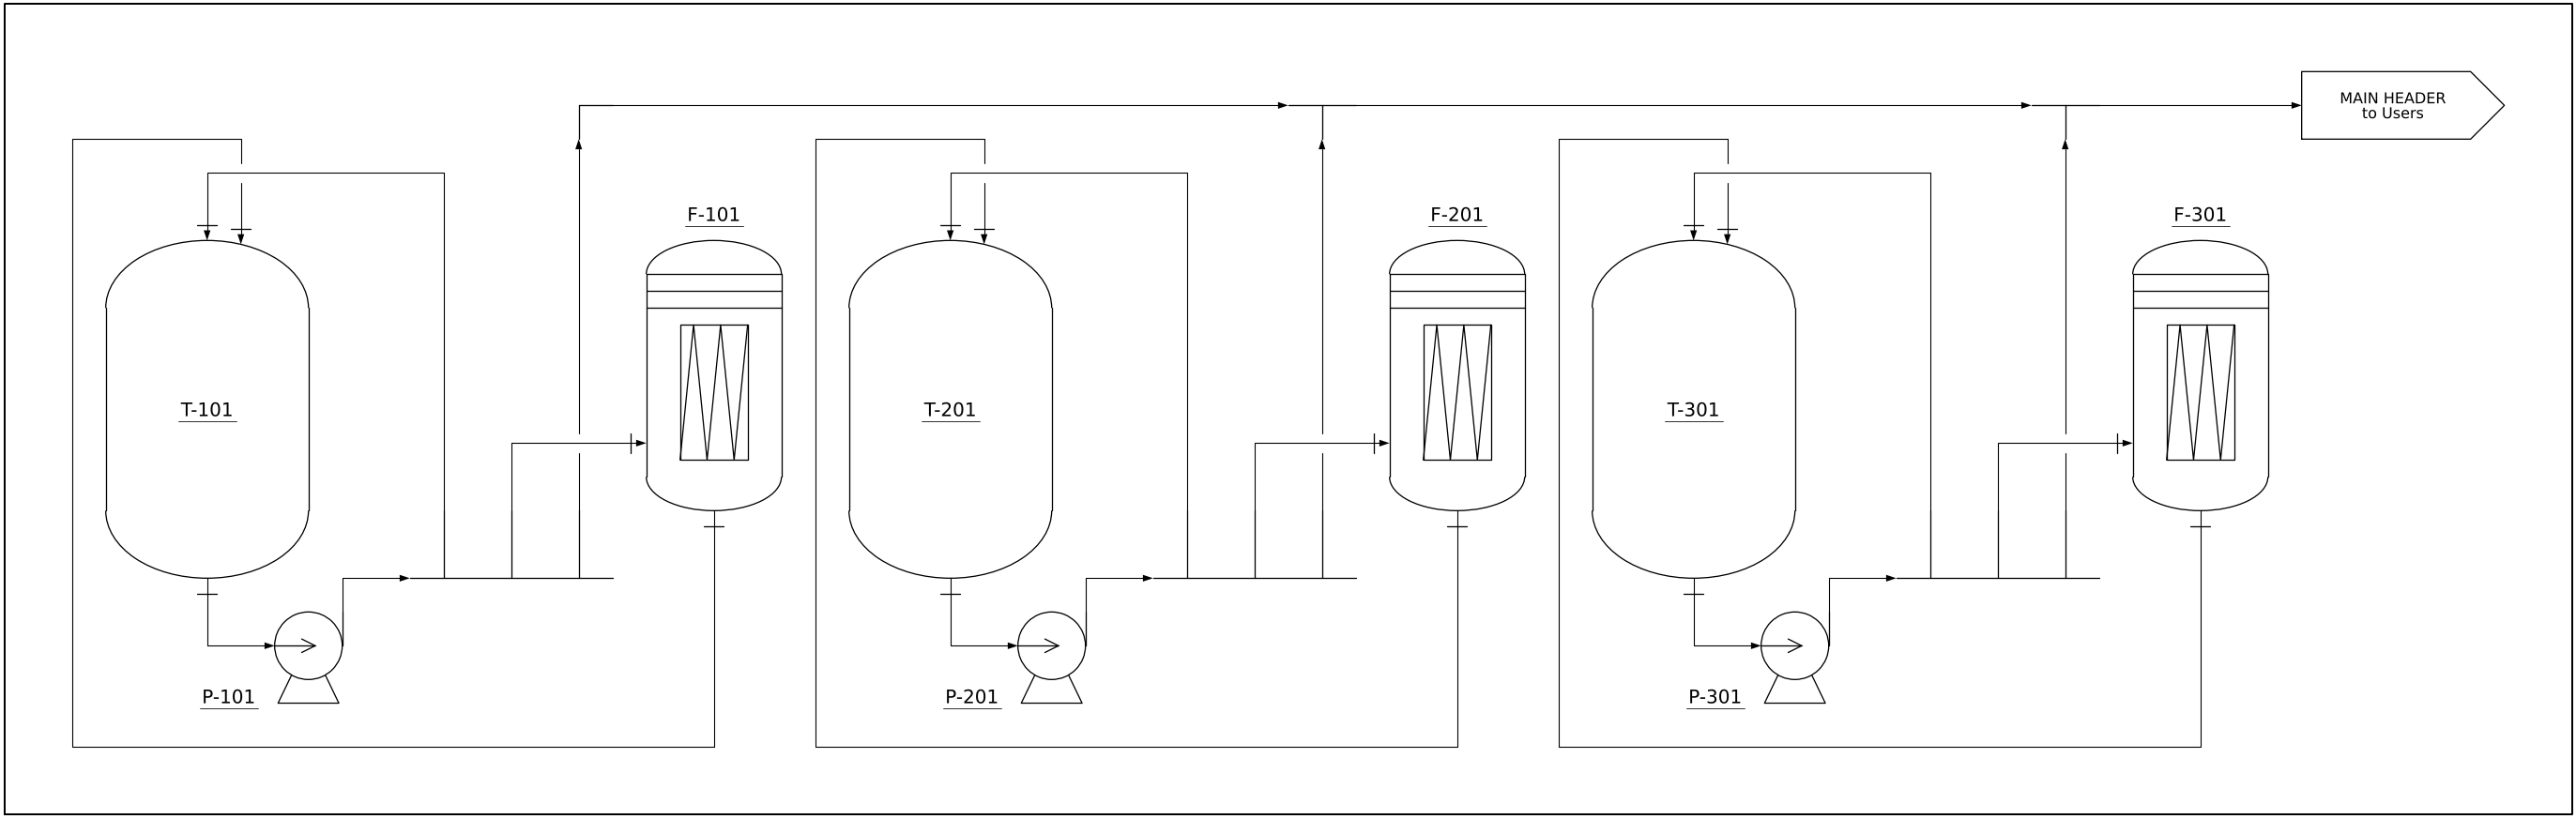 MAIN HEADER
to Users
F-101
F-201
F-301
T-101
T-201
T-301
P-101
P-201
P-301